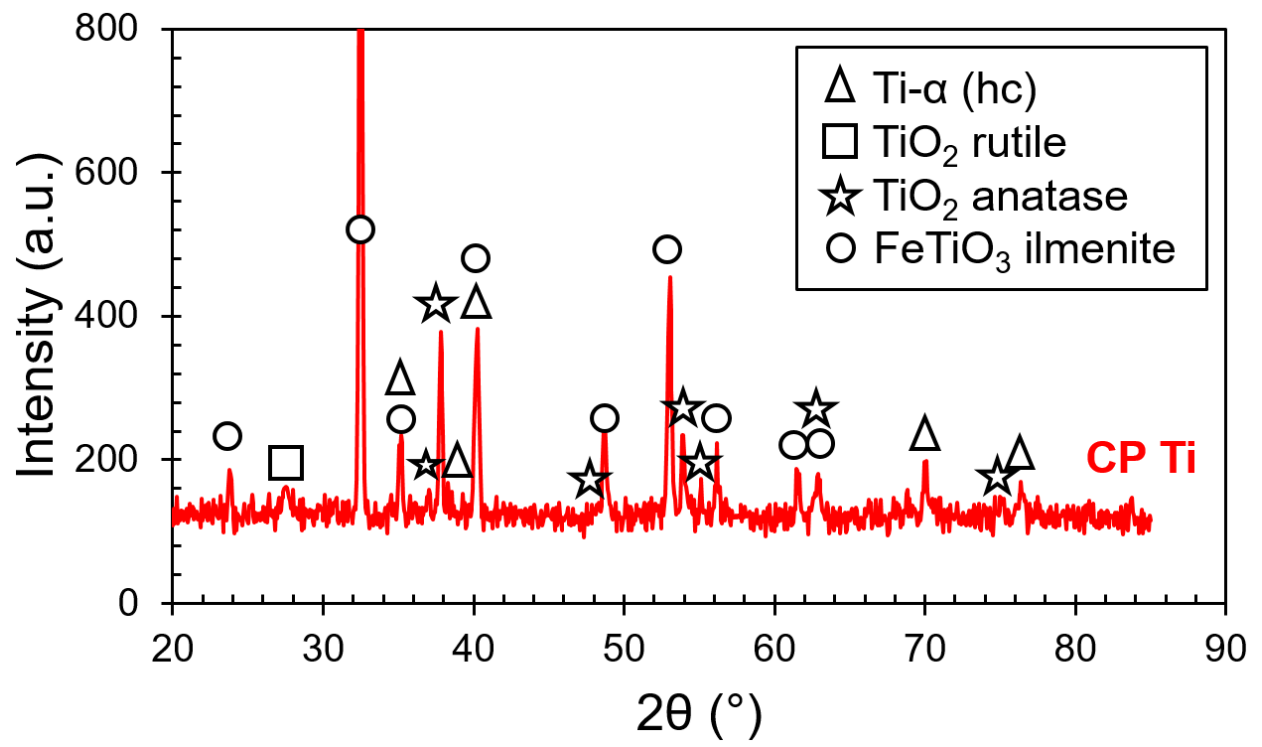 800
600
400
200
0
Intensity (a.u.)
Ti-α (hc)
TiO₂ rutile
TiO₂ anatase
FeTiO₃ ilmenite
CP Ti
20 30 40 50 60 70 80 90
2θ (°)